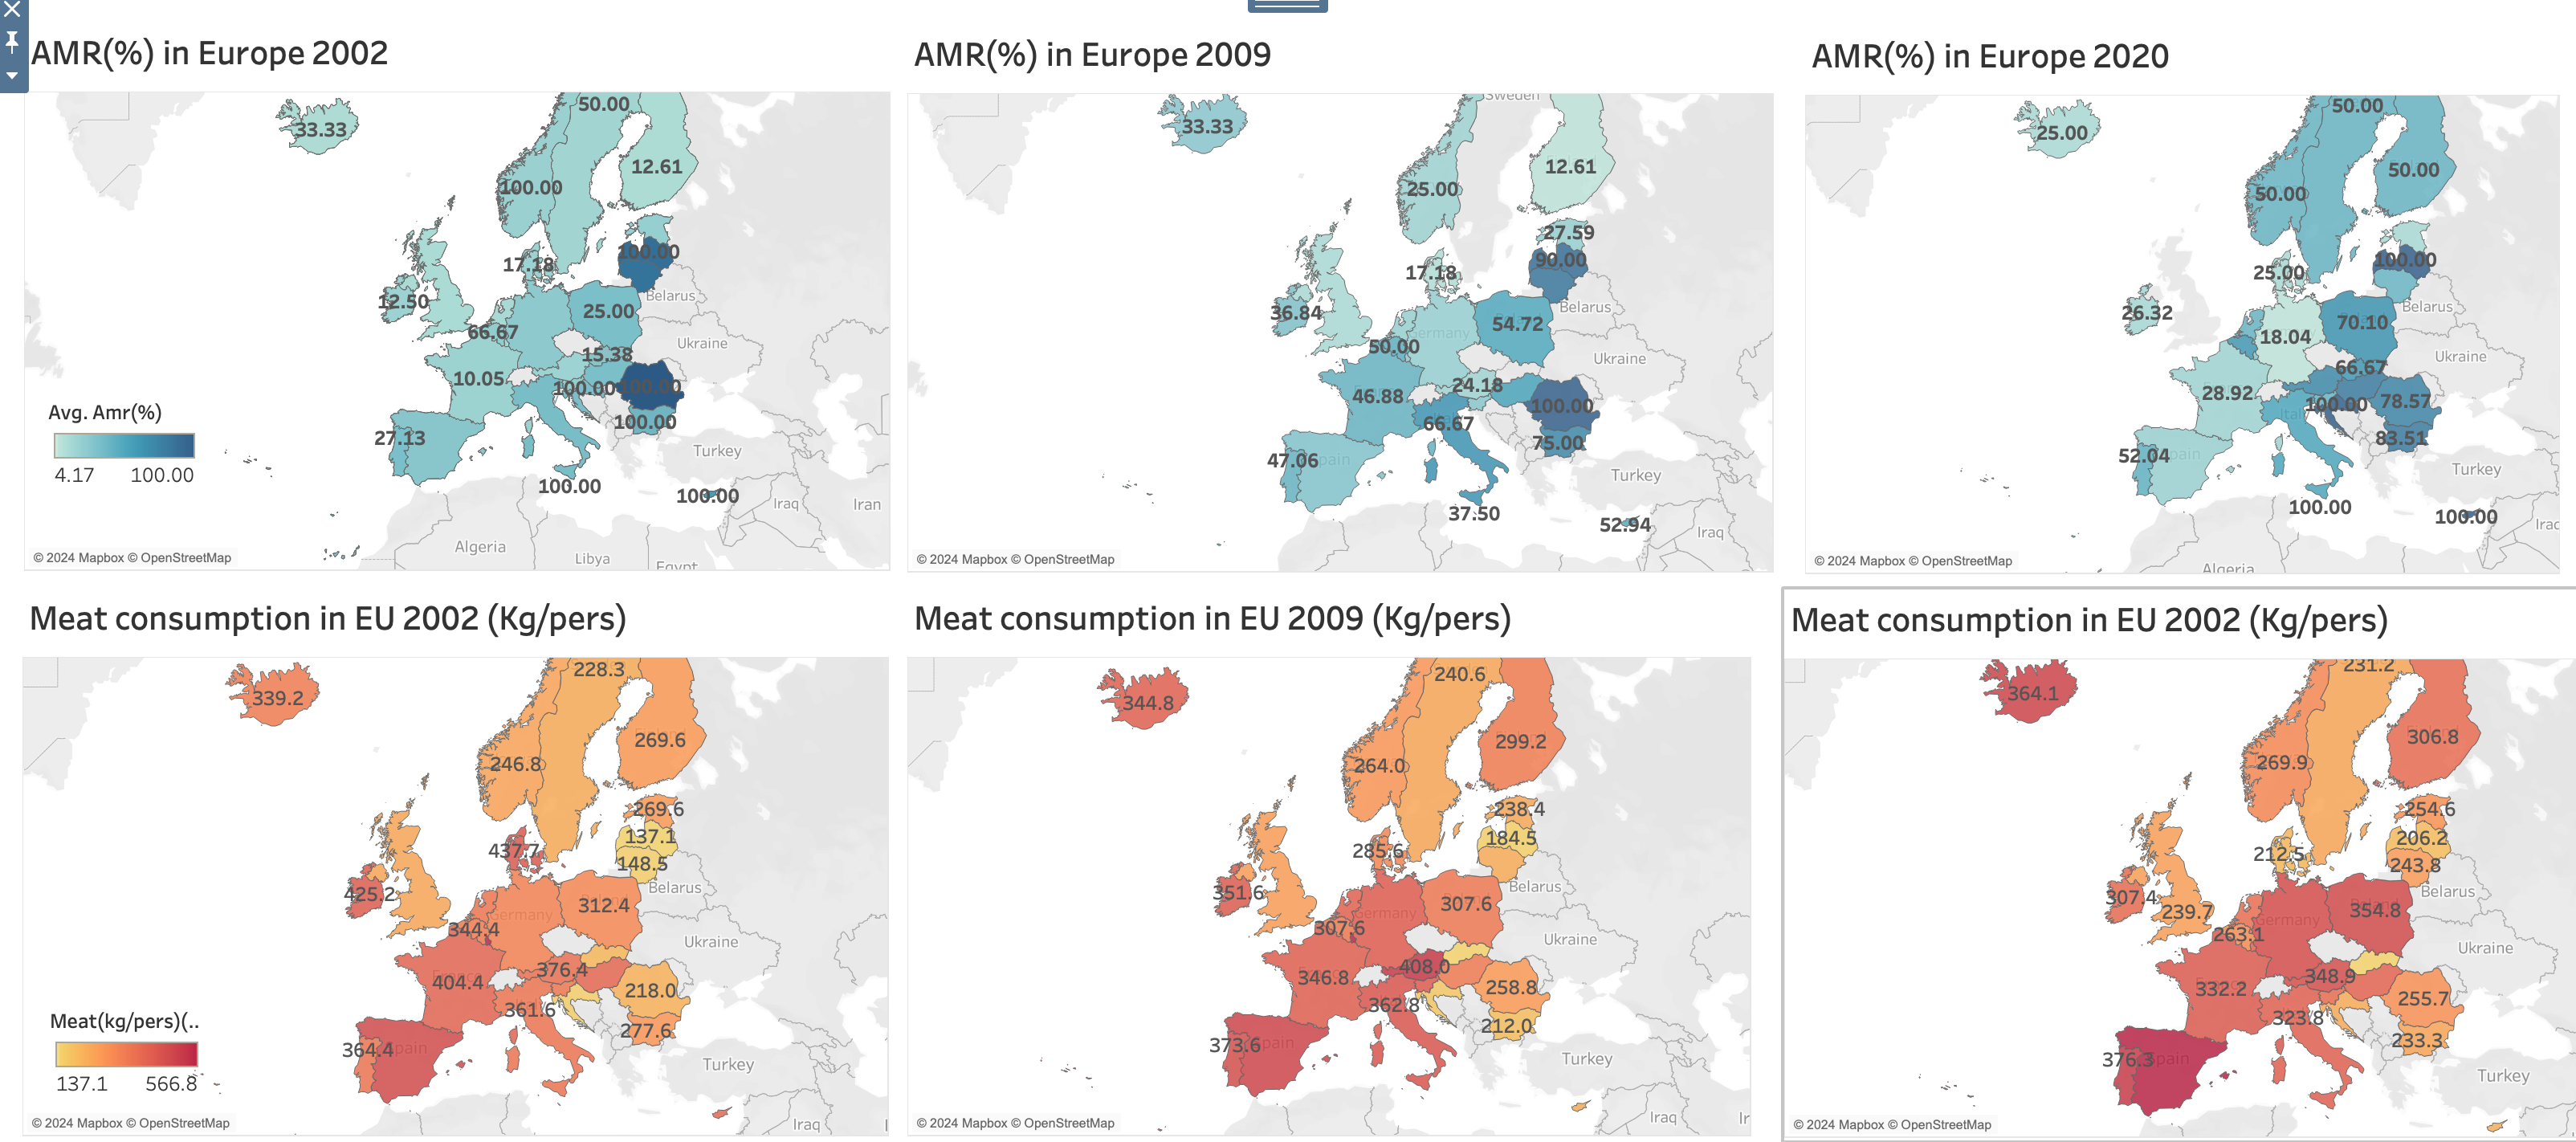 AMR(%) in Europe 2002
50.00
33.33
12.61
100.00
100.00
17.18
Belarus
12.50
25.00
66.67
Ukraine
15.38
10.05
100.00
100.00
Avg. Amr(%)
100.00
27.13
Turkey
4.17 100.00
100.00
100.00
Iraq
Iran
Algeria
Libya
Egypt
© 2024 Mapbox © OpenStreetMap
AMR(%) in Europe 2009
Sweden
33.33
12.61
25.00
27.59
90.00
17.18
Belarus
36.84
54.72
Germany
50.00
Ukraine
24.18
46.88
100.00
66.67
75.00
47.06
Spain
Turkey
37.50
52.94
Iraq
© 2024 Mapbox © OpenStreetMap
AMR(%) in Europe 2020
50.00
25.00
50.00
50.00
100.00
25.00
Belarus
26.32
70.10
18.04
Ukraine
66.67
28.92
78.57
100.00
Italy
83.51
52.04
Spain
Turkey
100.00
100.00
Iraq
Algeria
© 2024 Mapbox © OpenStreetMap
Meat consumption in EU 2002 (Kg/pers)
228.3
339.2
269.6
246.8
269.6
137.1
437.7
148.5
Belarus
425.2
312.4
Germany
344.4
Ukraine
376.4
404.4
218.0
361.6
Meat(kg/pers)(..
277.6
364.4
Spain
Turkey
137.1 566.8
Iraq
© 2024 Mapbox © OpenStreetMap
Meat consumption in EU 2009 (Kg/pers)
240.6
344.8
299.2
264.0
238.4
184.5
285.6
Belarus
351.6
307.6
Germany
307.6
Ukraine
408.0
346.8
258.8
362.8
212.0
373.6
Spain
Turkey
Iraq
Ir
© 2024 Mapbox © OpenStreetMap
Meat consumption in EU 2002 (Kg/pers)
231.2
364.1
306.8
269.9
254.6
206.2
212.5
243.8
Belarus
307.4
354.8
239.7
Germany
263.1
Ukraine
348.9
332.2
255.7
323.8
233.3
376.3
Spain
Turkey
© 2024 Mapbox © OpenStreetMap